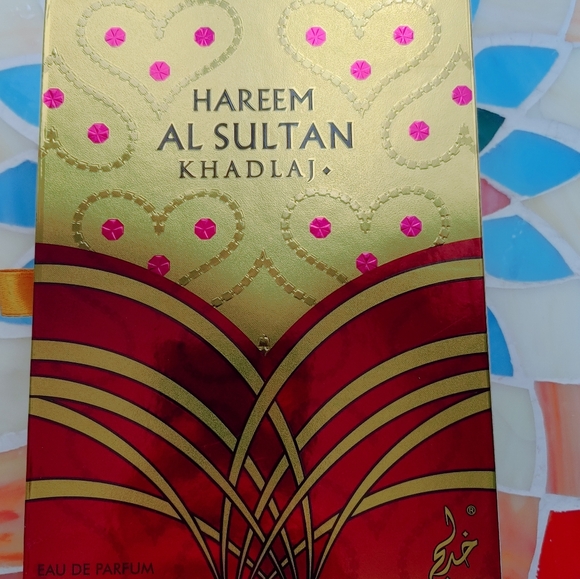 HAREEM
AL SULTAN
KHADLAJ
EAU DE PARFUM
خدلج ®